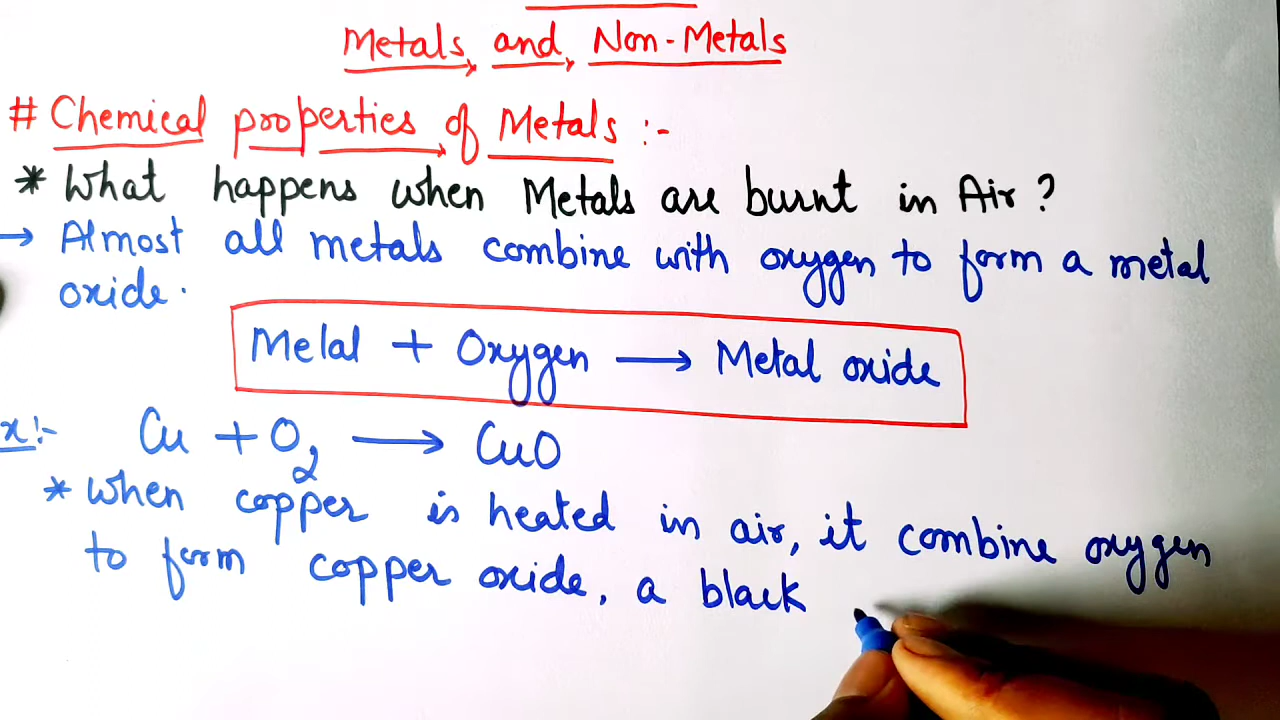 Metals and Non-Metals
# Chemical properties of Metals :-
* What happens when Metals are burnt in Air ?
→ Almost all metals combine with oxygen to form a metal
oxide.
Melal + Oxygen → Metal oxide
x:- Cu + O2 → CuO
* When copper is heated in air, it combine oxygen
to form copper oxide, a black